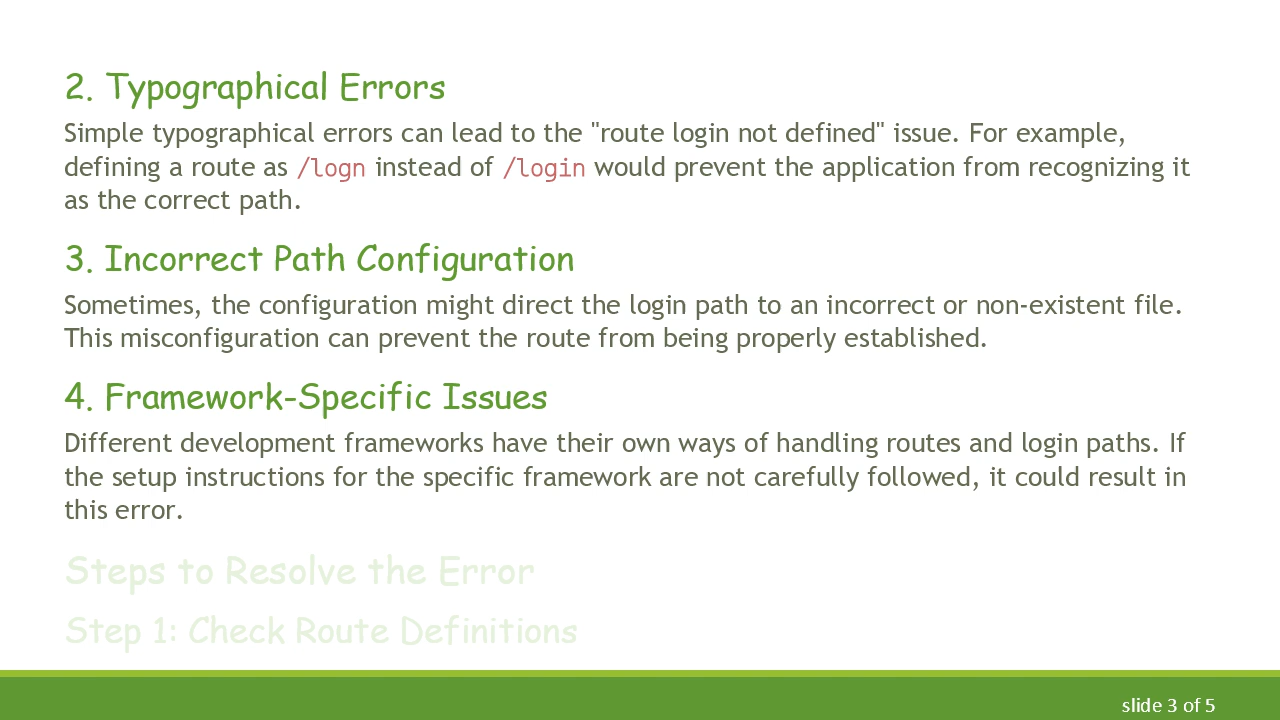 2. Typographical Errors
Simple typographical errors can lead to the "route login not defined" issue. For example,
defining a route as /logn instead of /login would prevent the application from recognizing it
as the correct path.
3. Incorrect Path Configuration
Sometimes, the configuration might direct the login path to an incorrect or non-existent file.
This misconfiguration can prevent the route from being properly established.
4. Framework-Specific Issues
Different development frameworks have their own ways of handling routes and login paths. If
the setup instructions for the specific framework are not carefully followed, it could result in
this error.
Steps to Resolve the Error
Step 1: Check Route Definitions
slide 3 of 5